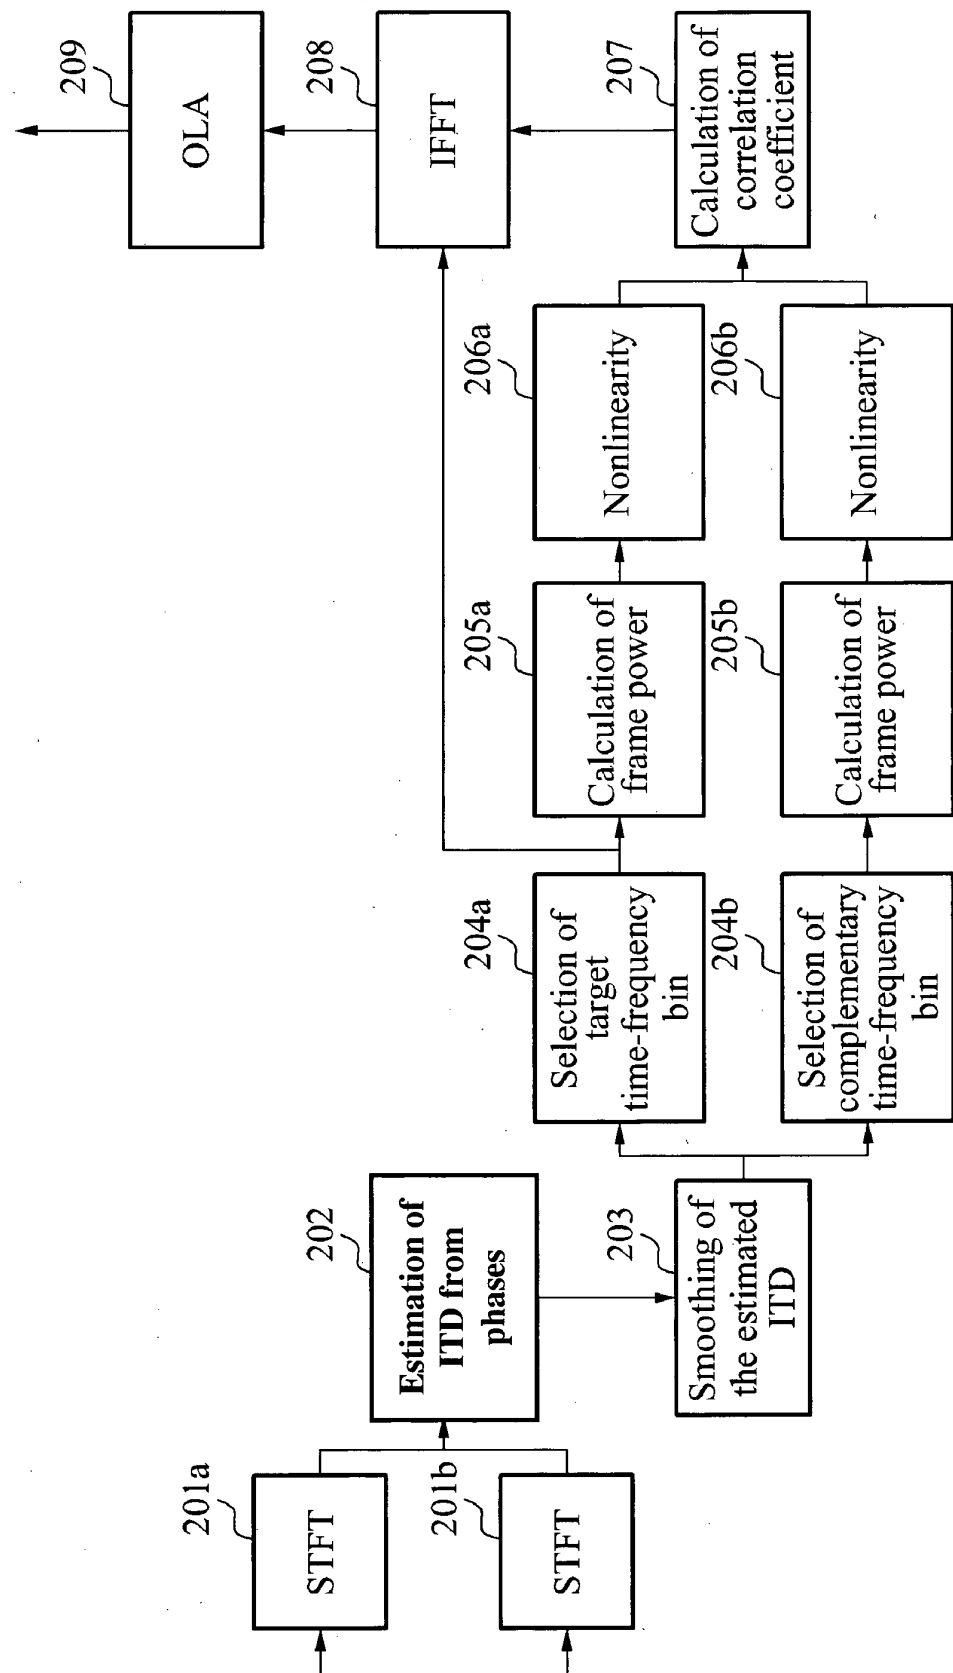 201a
STFT
201b
STFT
202
Estimation of
ITD from
phases
203
Smoothing of
the estimated
ITD
204a
Selection of
target
time-frequency
bin
204b
Selection of
complementary
time-frequency
bin
205a
Calculation of
frame power
205b
Calculation of
frame power
206a
Nonlinearity
206b
Nonlinearity
207
Calculation of
correlation
coefficient
208
IFFT
209
OLA